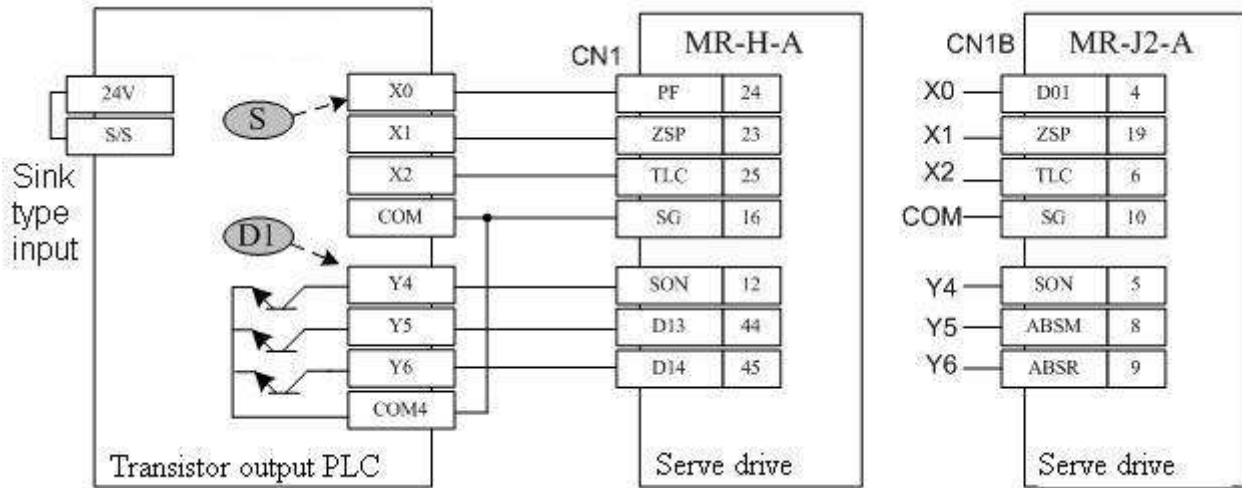 MR-H-A
MR-J2-A
CN1
CN1B
24V
S/S
Sink
type
input
S
D1
X0
X1
X2
COM
Y4
Y5
Y6
COM4
PF 24
ZSP 23
TLC 25
SG 16
SON 12
D13 44
D14 45
X0 D01 4
X1 ZSP 19
X2 TLC 6
COM SG 10
Y4 SON 5
Y5 ABSM 8
Y6 ABSR 9
Transistor output PLC
Serve drive
Serve drive